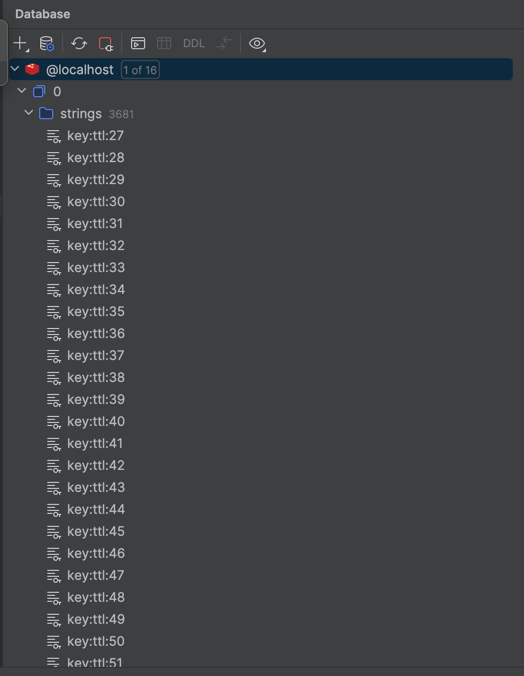 Database
DDL
@localhost 1 of 16
0
strings 3681
key:ttl:27
key:ttl:28
key:ttl:29
key:ttl:30
key:ttl:31
key:ttl:32
key:ttl:33
key:ttl:34
key:ttl:35
key:ttl:36
key:ttl:37
key:ttl:38
key:ttl:39
key:ttl:40
key:ttl:41
key:ttl:42
key:ttl:43
key:ttl:44
key:ttl:45
key:ttl:46
key:ttl:47
key:ttl:48
key:ttl:49
key:ttl:50
key:ttl:51